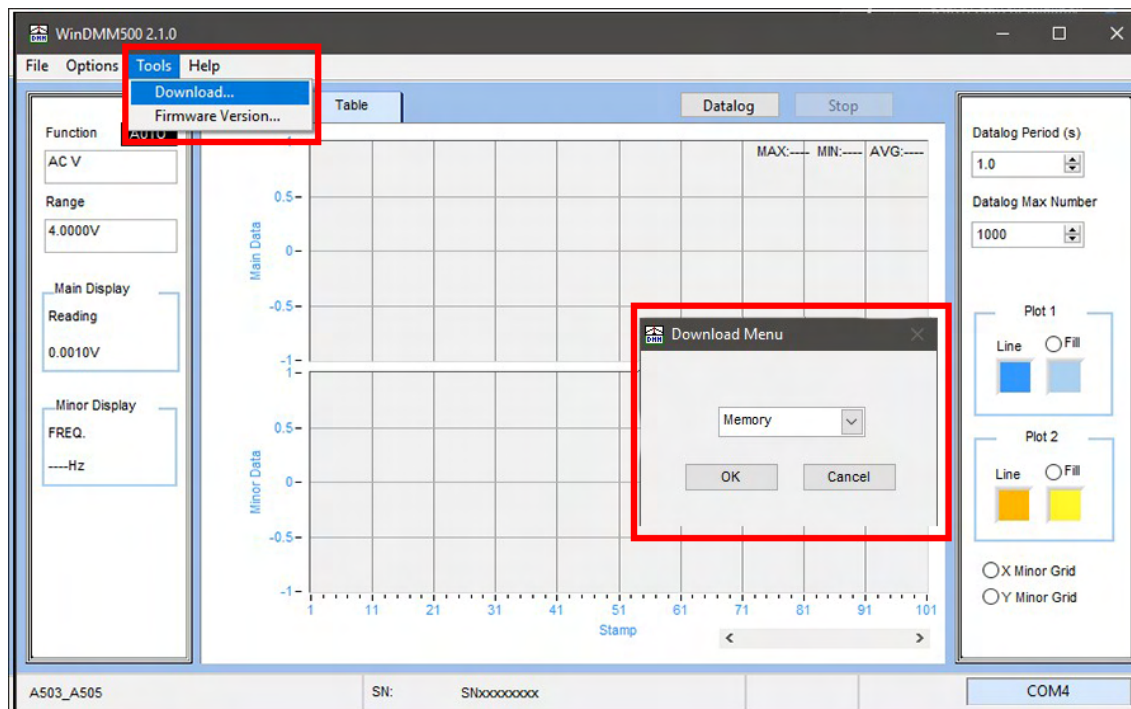 WinDMM500 2.1.0
File Options Tools Help
Download...
Firmware Version...
Table
Datalog
Stop
Function
AUTO
AC V
Range
4.0000V
Main Display
Reading
0.0010V
Minor Display
FREQ.
----Hz
MAX:---- MIN:---- AVG:----
Main Data
0.5
0
-0.5
-1
1
Minor Data
0.5
0
-0.5
-1
1 11 21 31 41 51 61 71 81 91 101
Stamp
Download Menu
Memory
OK
Cancel
Datalog Period (s)
1.0
Datalog Max Number
1000
Plot 1
Line Fill
Plot 2
Line Fill
X Minor Grid
Y Minor Grid
A503_A505
SN: SNxxxxxxxx
COM4